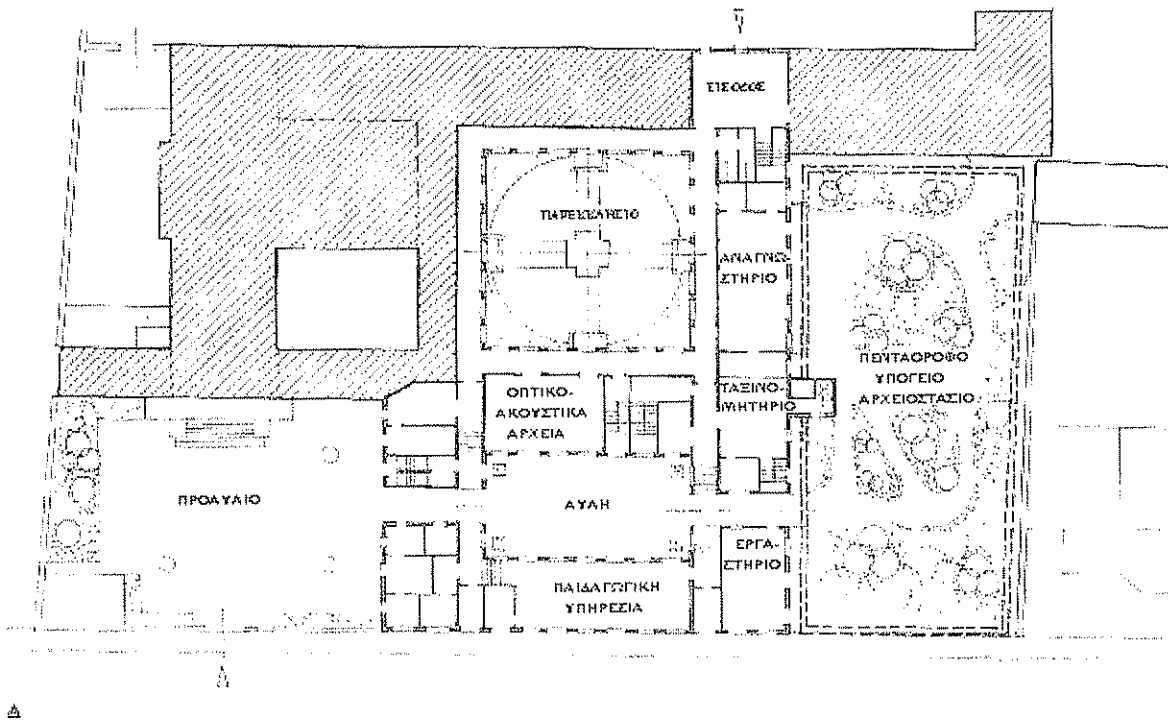 ΕΙΣΟΔΟΣ
ΠΑΡΕΚΚΛΗΣΙΟ
ΑΝΑΓΝΩ-
ΣΤΗΡΙΟ
ΠΕΝΤΑΟΡΟΦΟ
ΥΠΟΓΕΙΟ
ΑΡΧΕΙΟΣΤΑΣΙΟ
ΤΑΞΙΝΟ-
ΜΗΤΗΡΙΟ
ΟΠΤΙΚΟ-
ΑΚΟΥΣΤΙΚΑ
ΑΡΧΕΙΑ
ΠΡΟΑΥΛΙΟ
ΑΥΛΗ
ΕΡΓΑ-
ΣΤΗΡΙΟ
ΠΑΙΔΑΓΩΓΙΚΗ
ΥΠΗΡΕΣΙΑ